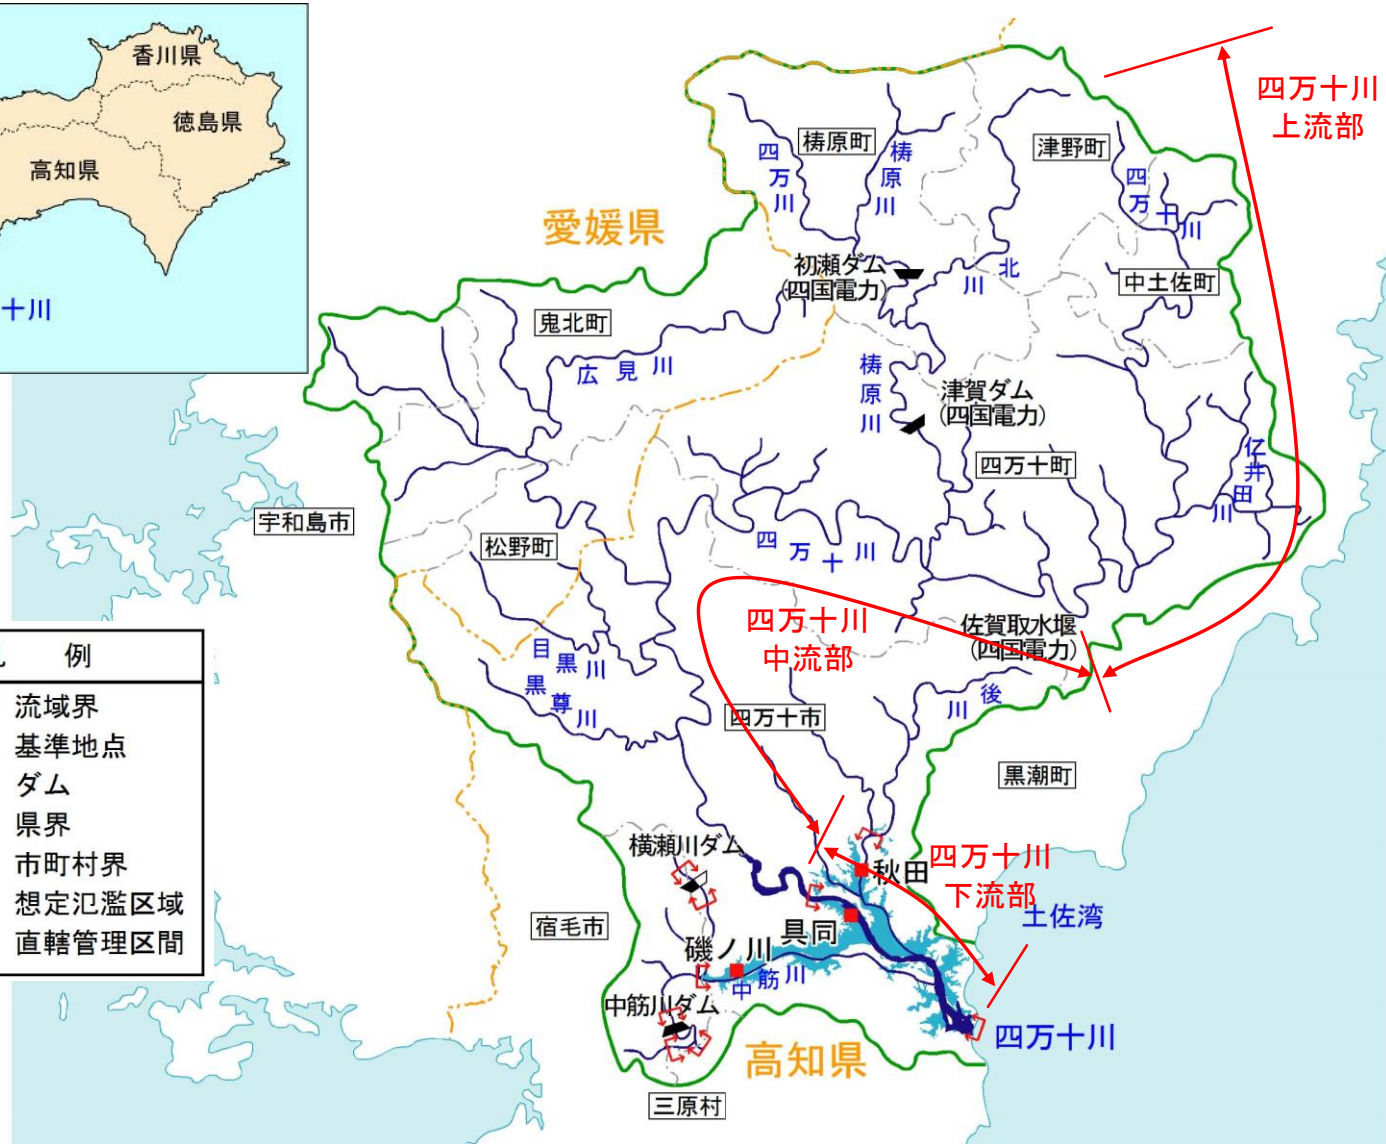 香川県
徳島県
高知県
十川
四万十川
上流部
梼原町
津野町
四万川
梼原川
四万十川
愛媛県
初瀬ダム
(四国電力)
北川
中土佐町
鬼北町
広見川
梼原川
津賀ダム
(四国電力)
四万十町
仁井田川
宇和島市
松野町
四万十川
四万十川
中流部
佐賀取水堰
(四国電力)
目黒川
黒尊川
後川
四万十市
黒潮町
例
流域界
基準地点
ダム
県界
市町村界
想定氾濫区域
直轄管理区間
横瀬川ダム
秋田
四万十川
下流部
土佐湾
宿毛市
具同
磯ノ川
中筋川
中筋川ダム
四万十川
高知県
三原村